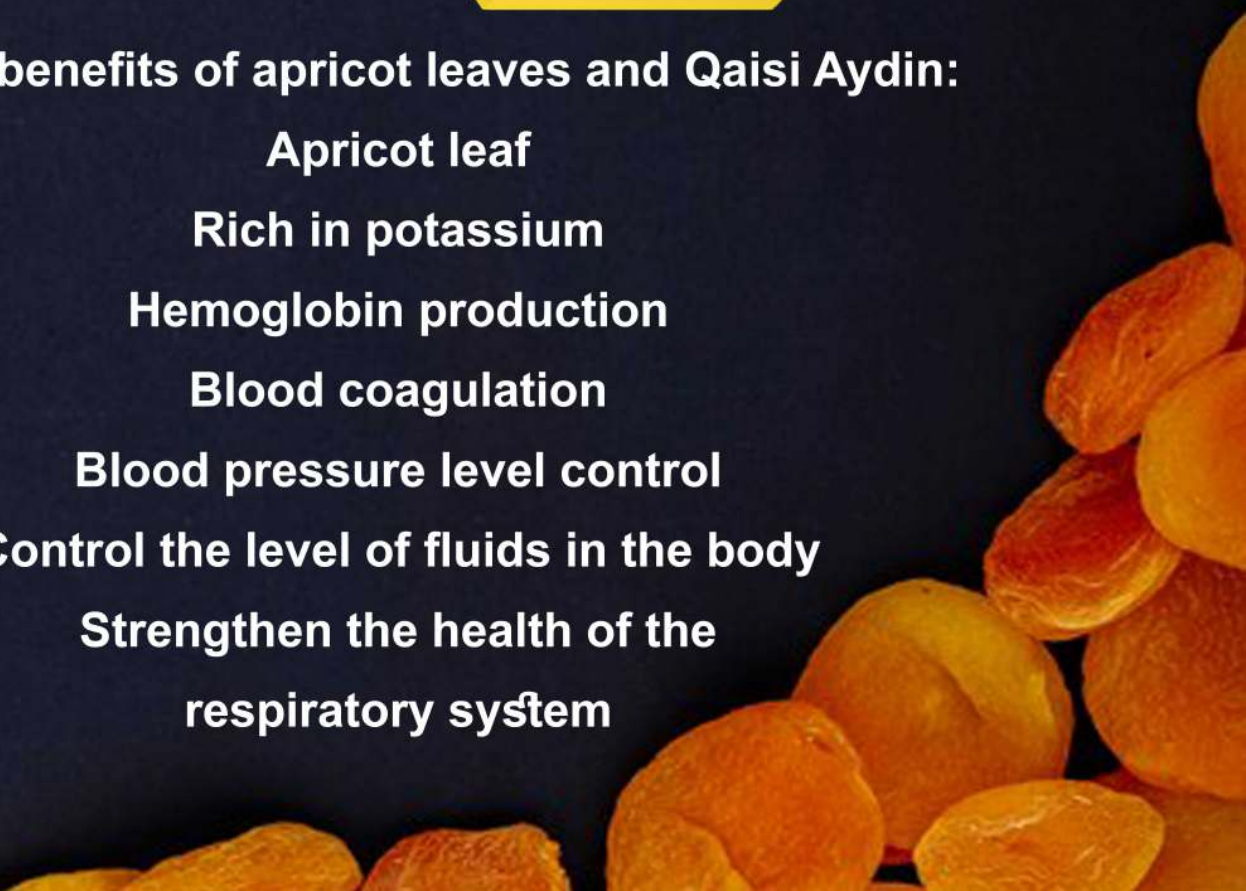 benefits of apricot leaves and Qaisi Aydin:
Apricot leaf
Rich in potassium
Hemoglobin production
Blood coagulation
Blood pressure level control
Control the level of fluids in the body
Strengthen the health of the
respiratory system